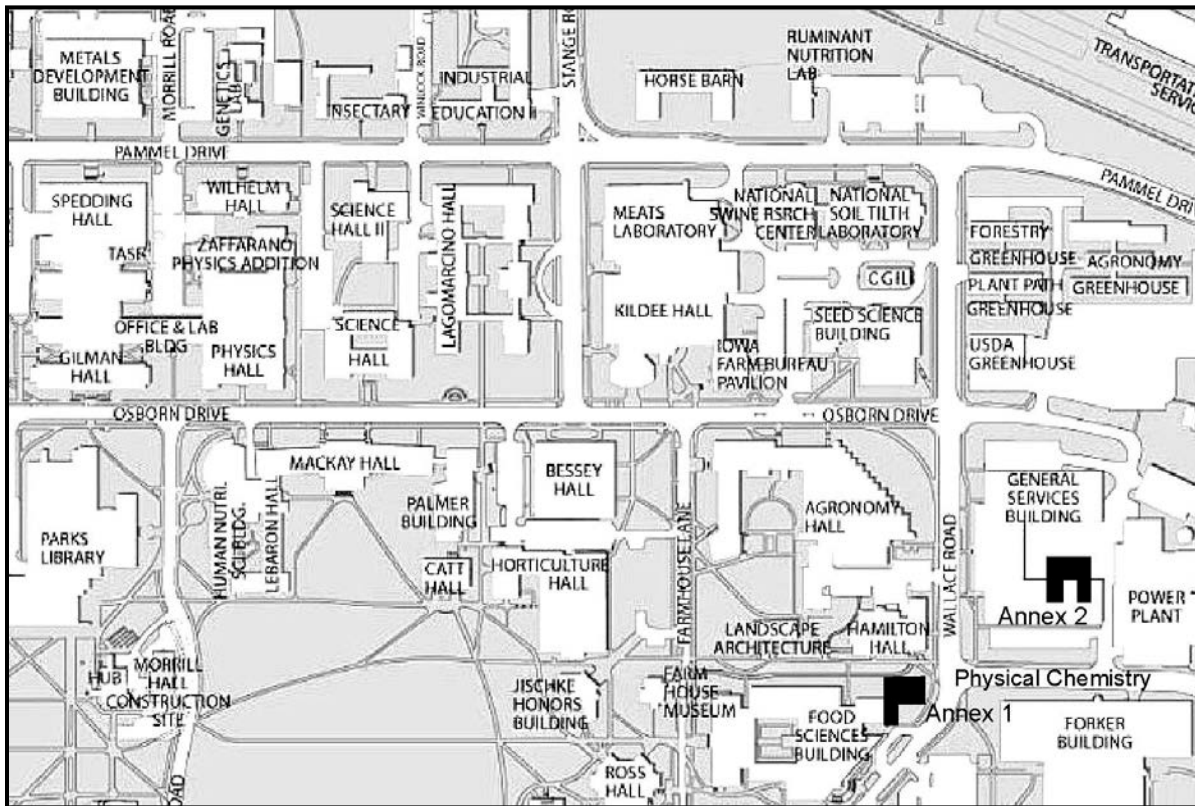 METALS
DEVELOPMENT
BUILDING
MORRILL ROAD
GENETICS
LAB
INSECTARY
WINLOCK ROAD
INDUSTRIAL
EDUCATION II
STANGE RO
HORSE BARN
RUMINANT
NUTRITION
LAB
TRANSPORTAT
SERVIC
PAMMEL DRIVE
PAMMEL DRI
SPEDDING
HALL
WILHELM
HALL
TASF
ZAFFARANO
PHYSICS ADDITION
SCIENCE
HALL II
LAGOMARCINO HALL
MEATS
LABORATORY
NATIONAL
SWINE RSRCH
CENTER
NATIONAL
SOIL TILTH
LABORATORY
FORESTRY
GREENHOUSE
AGRONOMY
GREENHOUSE
PLANT PATH
GREENHOUSE
USDA
GREENHOUSE
CGIL
KILDEE HALL
SEED SCIENCE
BUILDING
IOWA
FARM BUREAU
PAVILION
OFFICE & LAB
BLDG
GILMAN
HALL
PHYSICS
HALL
SCIENCE
HALL
OSBORN DRIVE
OSBORN DRIVE
PARKS
LIBRARY
HUMAN NUTRI.
SCI BLDG.
LEBARON HALL
MACKAY HALL
PALMER
BUILDING
CATT
HALL
BESSEY
HALL
HORTICULTURE
HALL
FARMHOUSE LANE
AGRONOMY
HALL
WALLACE ROAD
GENERAL
SERVICES
BUILDING
Annex 2
POWER
PLANT
LANDSCAPE
ARCHITECTURE
HAMILTON
HALL
HUB
MORRILL
HALL
CONSTRUCTION
SITE
OAD
JISCHKE
HONORS
BUILDING
FARM
HOUSE
MUSEUM
FOOD
SCIENCES
BUILDING
Physical Chemistry
Annex 1
FORKER
BUILDING
ROSS
HALL